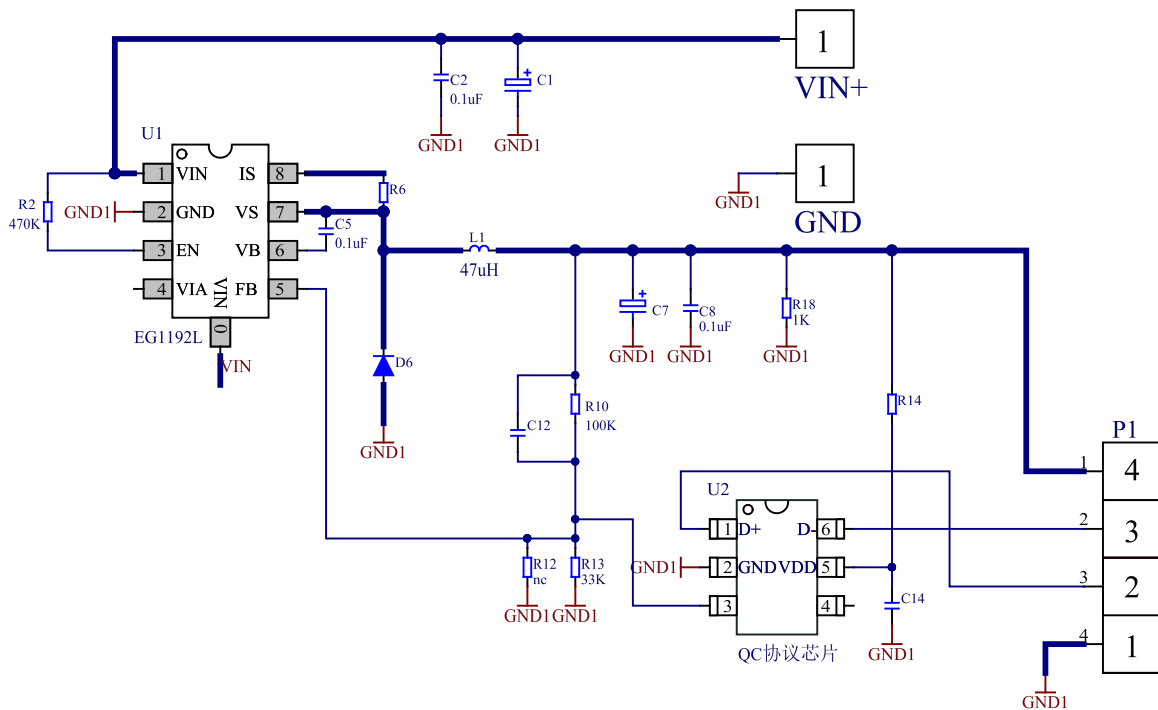 1
VIN+
C2
0.1uF
C1
GND1
GND1
U1
1
VIN
IS
8
R2
470K
GND1
2
GND
VS
7
R6
C5
0.1uF
3
EN
VB
6
4
VIA
VIN
FB
5
EG1192L
0
VIN
1
GND1
GND
L1
47uH
C7
C8
0.1uF
R18
1K
GND1
GND1
GND1
D6
GND1
C12
R10
100K
R14
P1
1
4
2
3
3
2
4
1
GND1
U2
1
D+
D-
6
GND1
2
GND
VDD
5
3
4
QC协议芯片
R12
nc
R13
33K
GND1
GND1
C14
GND1